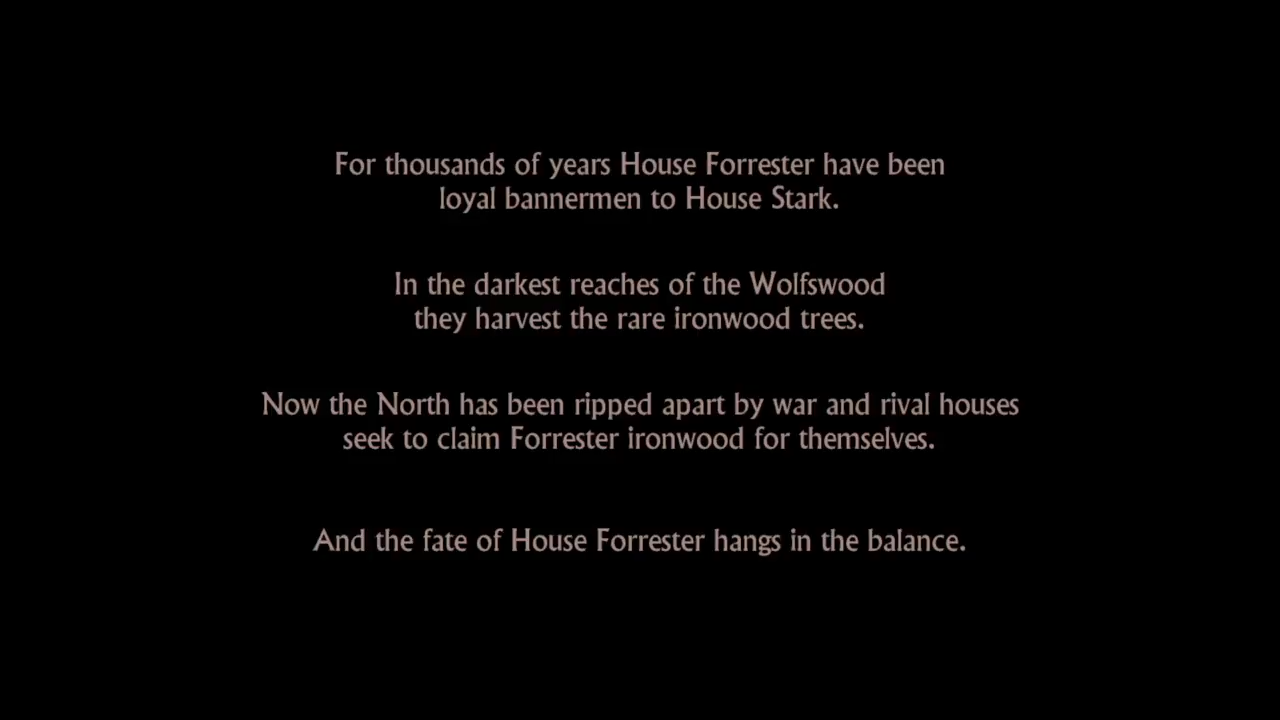 For thousands of years House Forrester have been
loyal bannermen to House Stark.
In the darkest reaches of the Wolfswood
they harvest the rare ironwood trees.
Now the North has been ripped apart by war and rival houses
seek to claim Forrester ironwood for themselves.
And the fate of House Forrester hangs in the balance.